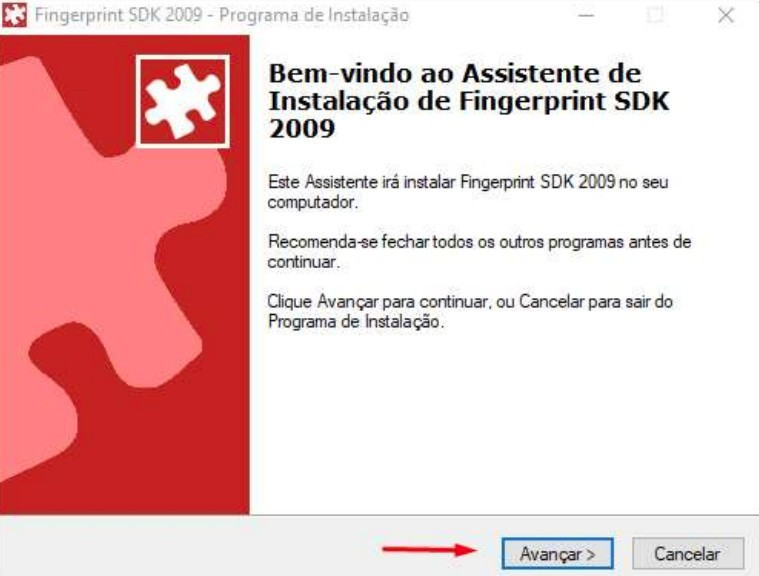 Fingerprint SDK 2009 - Programa de Instalação
Bem-vindo ao Assistente de
Instalação de Fingerprint SDK
2009
Este Assistente irá instalar Fingerprint SDK 2009 no seu
computador.
Recomenda-se fechar todos os outros programas antes de
continuar.
Clique Avançar para continuar, ou Cancelar para sair do
Programa de Instalação.
Avançar >
Cancelar